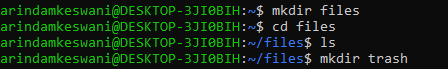 arindamkeswani@DESKTOP-3JI0BIH:~$ mkdir files
arindamkeswani@DESKTOP-3JI0BIH:~$ cd files
arindamkeswani@DESKTOP-3JI0BIH:~/files$ ls
arindamkeswani@DESKTOP-3JI0BIH:~/files$ mkdir trash